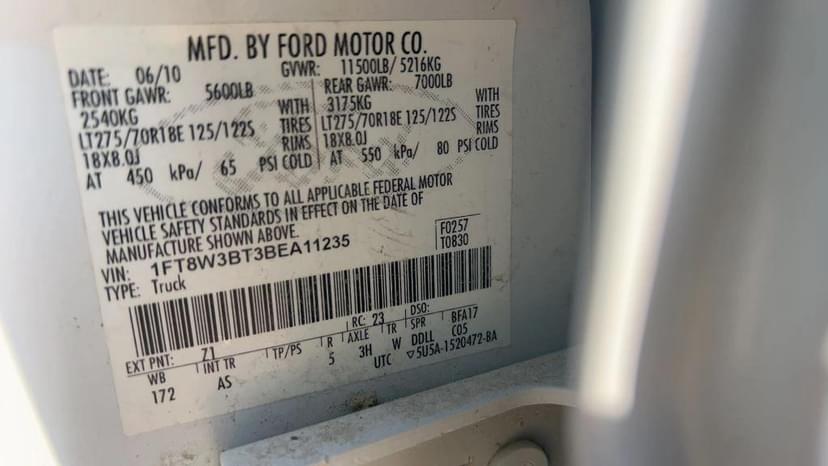 MFD. BY FORD MOTOR CO.
DATE: 06/10 GVWR: 11500LB/ 5216KG
FRONT GAWR: 5600LB REAR GAWR: 7000LB
2540KG WITH 3175KG WITH
LT275/70R18E 125/122S TIRES LT275/70R18E 125/122S TIRES
18X8.0J RIMS 18X8.0J RIMS
AT 450 kPa/ 65 PSI COLD AT 550 kPa/ 80 PSI COLD
THIS VEHICLE CONFORMS TO ALL APPLICABLE FEDERAL MOTOR
VEHICLE SAFETY STANDARDS IN EFFECT ON THE DATE OF
MANUFACTURE SHOWN ABOVE.
VIN: 1FT8W3BT3BEA11235 F0257
TYPE: Truck T0830
EXT PNT: Z1 RC: 23 DSO:
WB INT TR TP/PS R AXLE TR SPR BFA17
172 AS 5 3H W DDLL C05
UTC ▽5U5A-1520472-BA